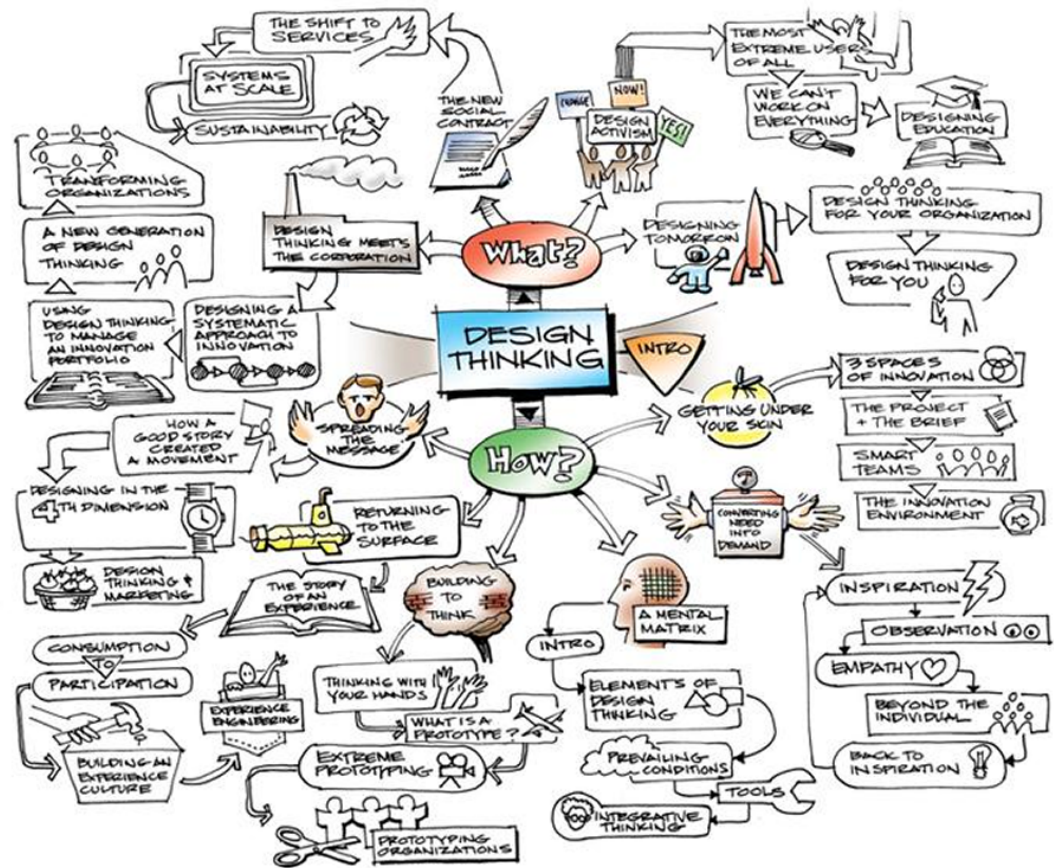 THE SHIFT TO
SERVICES
SYSTEMS
AT SCALE
SUSTAINABILITY
THE NEW
SOCIAL
CONTRACT
CHANGE
NOW!
DESIGN
ACTIVISM
YES!
THE MOST
EXTREME USERS
OF ALL
WE CAN'T
WORK ON
EVERYTHING
DESIGNING
EDUCATION
TRANSFORMING
ORGANIZATIONS
A NEW GENERATION
OF DESIGN
THINKING
USING
DESIGN THINKING
TO MANAGE
AN INNOVATION
PORTFOLIO
DESIGNING A
SYSTEMATIC
APPROACH TO
INNOVATION
DESIGN
THINKING MEETS
THE CORPORATION
What?
DESIGNING
TOMORROW
DESIGN THINKING
FOR YOUR ORGANIZATION
DESIGN THINKING
FOR YOU
DESIGN
THINKING
INTRO
GETTING UNDER
YOUR SKIN
3 SPACES
OF INNOVATION
THE PROJECT
+ THE BRIEF
SMART
TEAMS
THE INNOVATION
ENVIRONMENT
How?
SPREADING
THE
MESSAGE
HOW A
GOOD STORY
CREATED
A MOVEMENT
DESIGNING IN THE
4TH DIMENSION
DESIGN
THINKING +
MARKETING
RETURNING
TO THE
SURFACE
THE STORY
OF AN
EXPERIENCE
CONSUMPTION
TO
PARTICIPATION
BUILDING AN
EXPERIENCE
CULTURE
EXPERIENCE
ENGINEERING
BUILDING
TO
THINK
THINKING WITH
YOUR HANDS
WHAT IS A
PROTOTYPE?
EXTREME
PROTOTYPING
PROTOTYPING
ORGANIZATIONS
A MENTAL
MATRIX
INTRO
ELEMENTS OF
DESIGN
THINKING
PREVAILING
CONDITIONS
TOOLS
INTEGRATIVE
THINKING
CONVERTING
NEED
INTO
DEMAND
INSPIRATION
OBSERVATION
EMPATHY
BEYOND THE
INDIVIDUAL
BACK TO
INSPIRATION